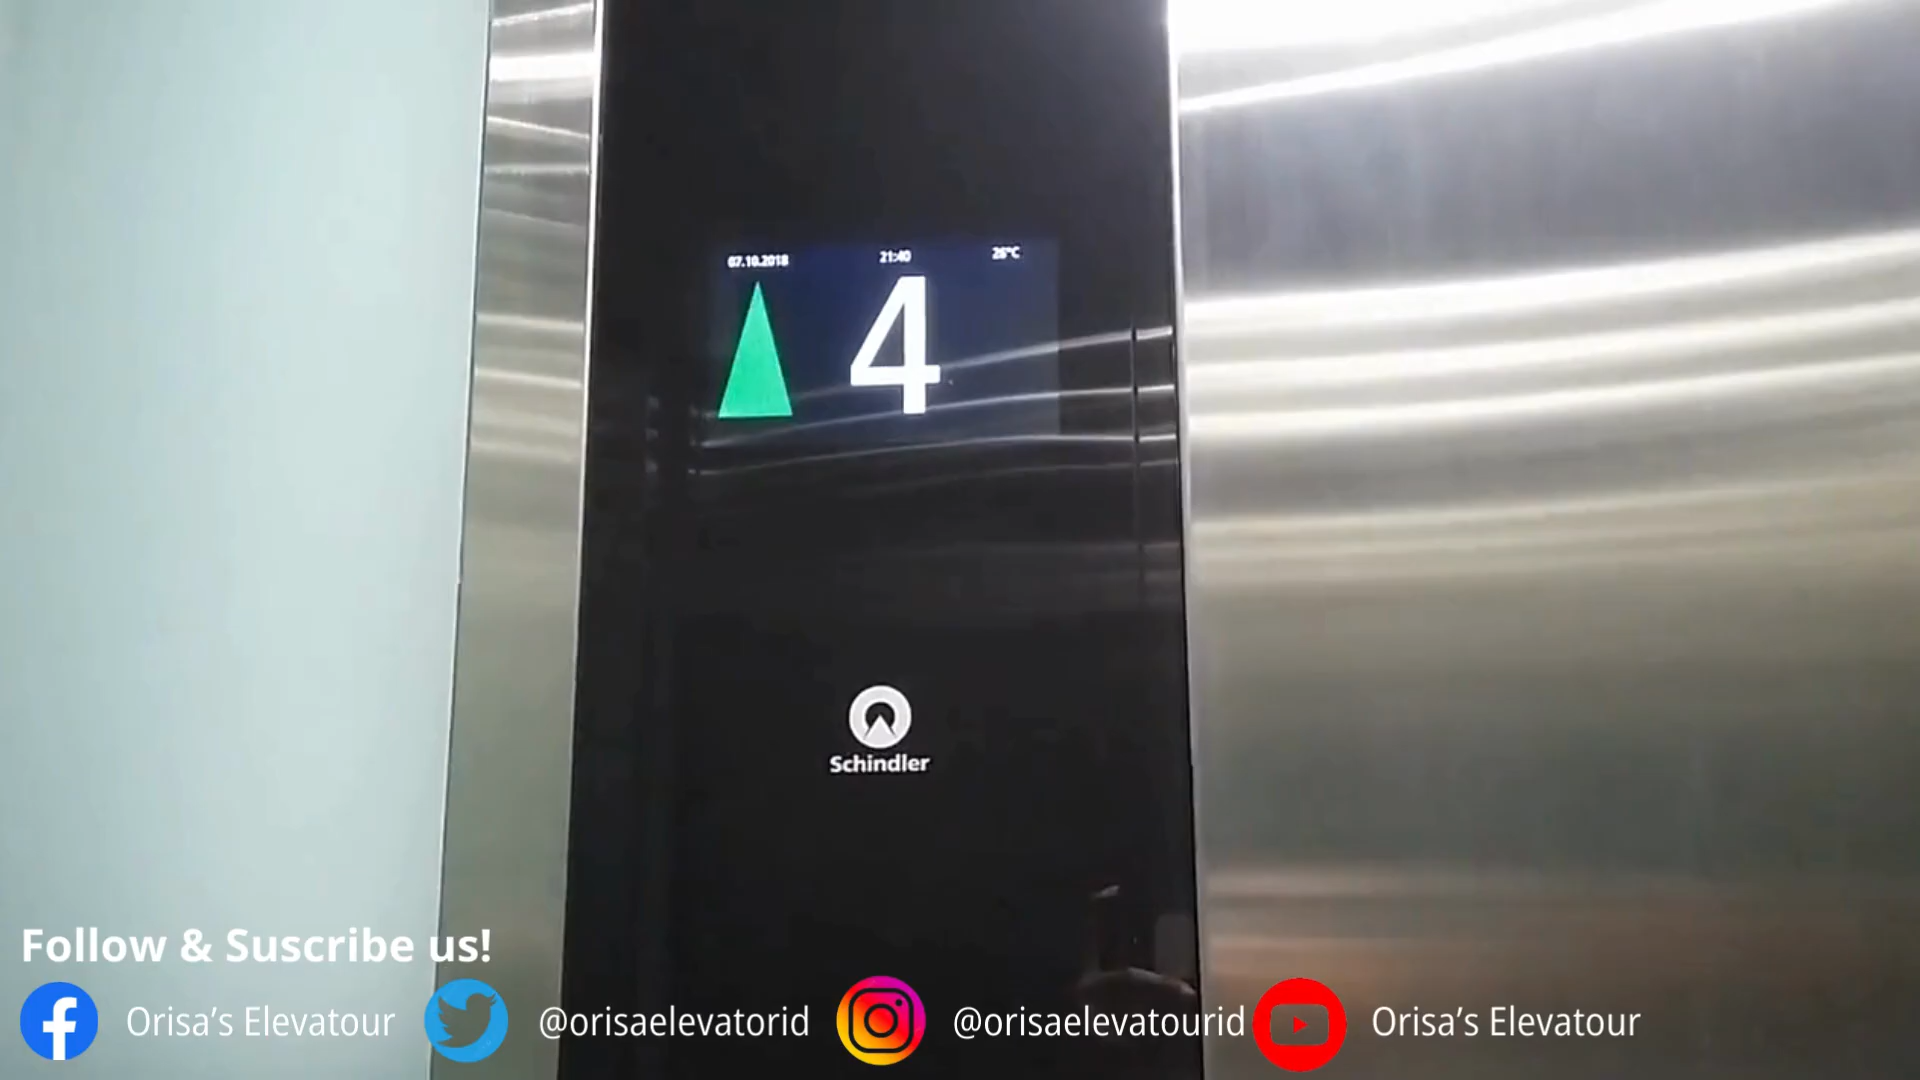 07.10.2018 21:40 26°C
4
Schindler
Follow & Suscribe us!
Orisa's Elevatour @orisaelevatorid @orisaelevatourid Orisa's Elevatour